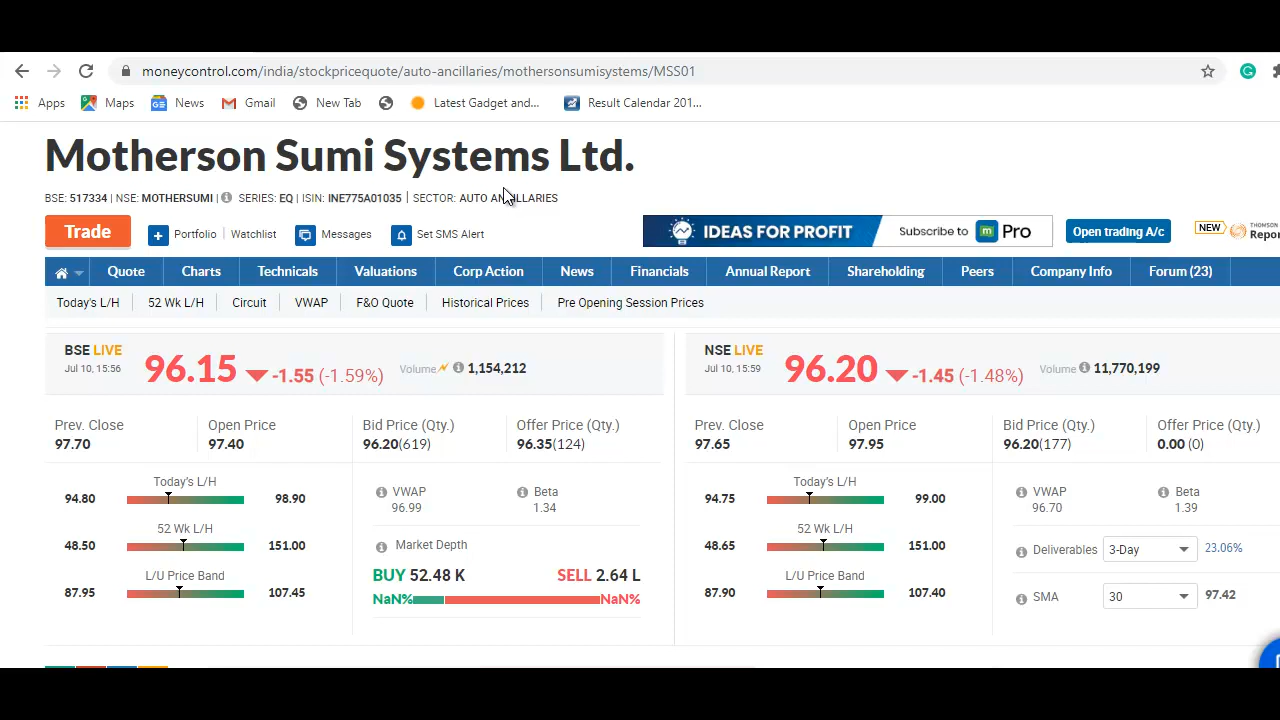 moneycontrol.com/india/stockpricequote/auto-ancillaries/mothersonsumisystems/MSS01
Apps Maps News Gmail New Tab Latest Gadget and... Result Calendar 201...
Motherson Sumi Systems Ltd.
BSE: 517334 | NSE: MOTHERSUMI | SERIES: EQ | ISIN: INE775A01035 | SECTOR: AUTO ANCILLARIES
Trade Portfolio | Watchlist Messages Set SMS Alert IDEAS FOR PROFIT Subscribe to m Pro Open trading A/c NEW THOMSON
Repor
Quote Charts Technicals Valuations Corp Action News Financials Annual Report Shareholding Peers Company Info Forum (23)
Today's L/H 52 Wk L/H Circuit VWAP F&O Quote Historical Prices Pre Opening Session Prices
BSE LIVE
Jul 10, 15:56
96.15 -1.55 (-1.59%) Volume 1,154,212
Prev. Close Open Price Bid Price (Qty.) Offer Price (Qty.)
97.70 97.40 96.20(619) 96.35(124)
Today's L/H
94.80 98.90
52 Wk L/H
48.50 151.00
L/U Price Band
87.95 107.45
VWAP Beta
96.99 1.34
Market Depth
BUY 52.48 K SELL 2.64 L
NaN% NaN%
NSE LIVE
Jul 10, 15:59
96.20 -1.45 (-1.48%) Volume 11,770,199
Prev. Close Open Price Bid Price (Qty.) Offer Price (Qty.)
97.65 97.95 96.20(177) 0.00 (0)
Today's L/H
94.75 99.00
52 Wk L/H
48.65 151.00
L/U Price Band
87.90 107.40
VWAP Beta
96.70 1.39
Deliverables 3-Day 23.06%
SMA 30 97.42